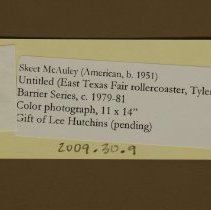 Skeet McAuley (American, b. 1951)
Untitled (East Texas Fair rollercoaster, Tyler
Barrier Series, c. 1979-81
Color photograph, 11 x 14"
Gift of Lee Hutchins (pending)
2009.30.9